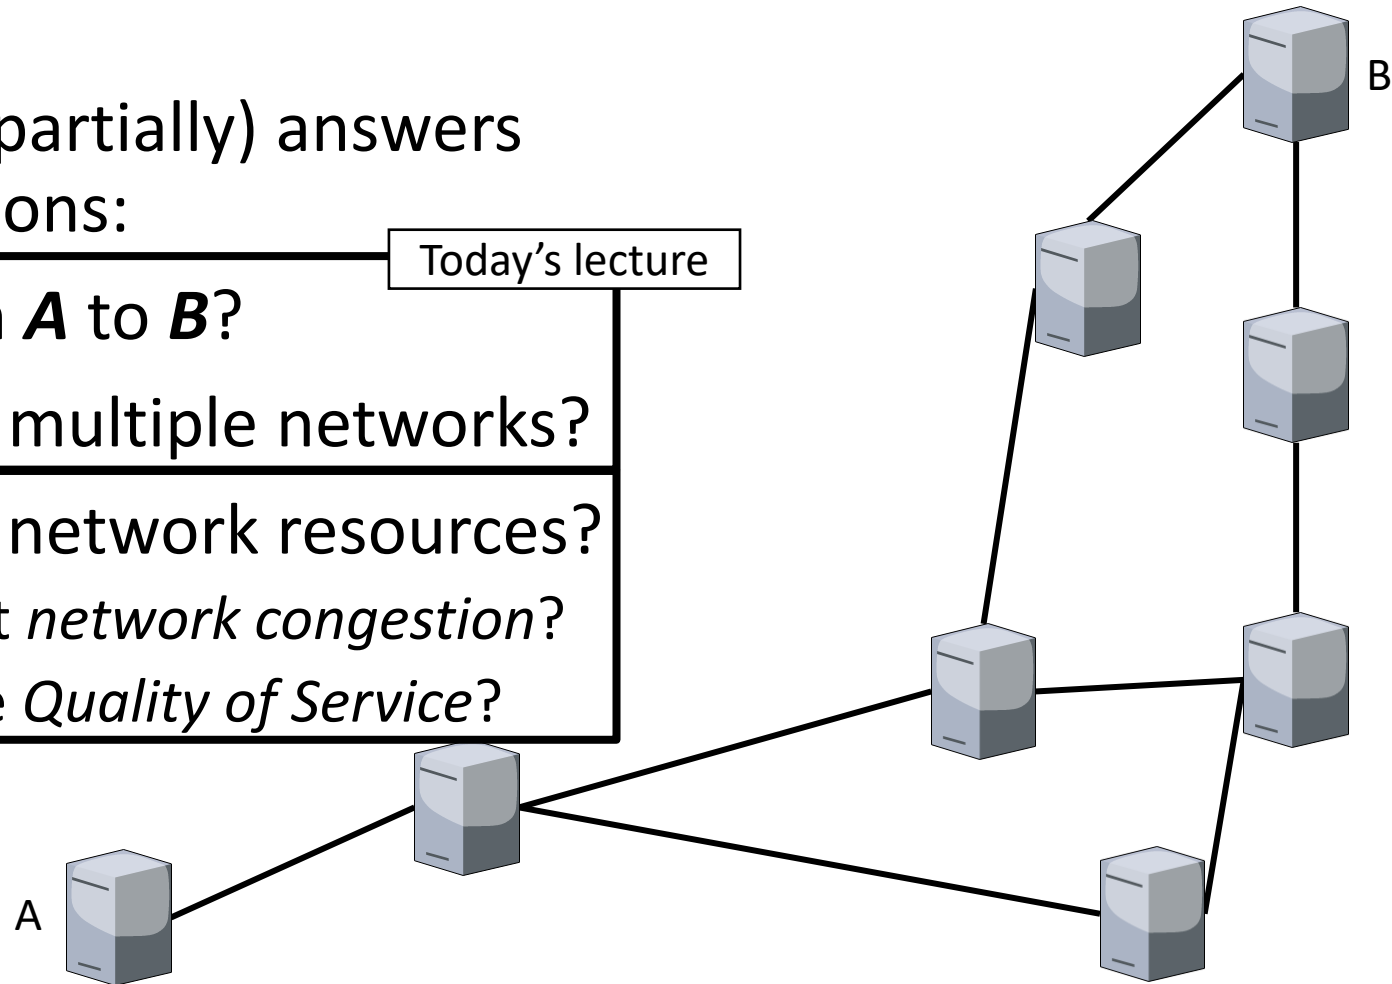 partially) answers
ons:
Today's lecture
A to B?
multiple networks?
network resources?
network congestion?
Quality of Service?
B
A